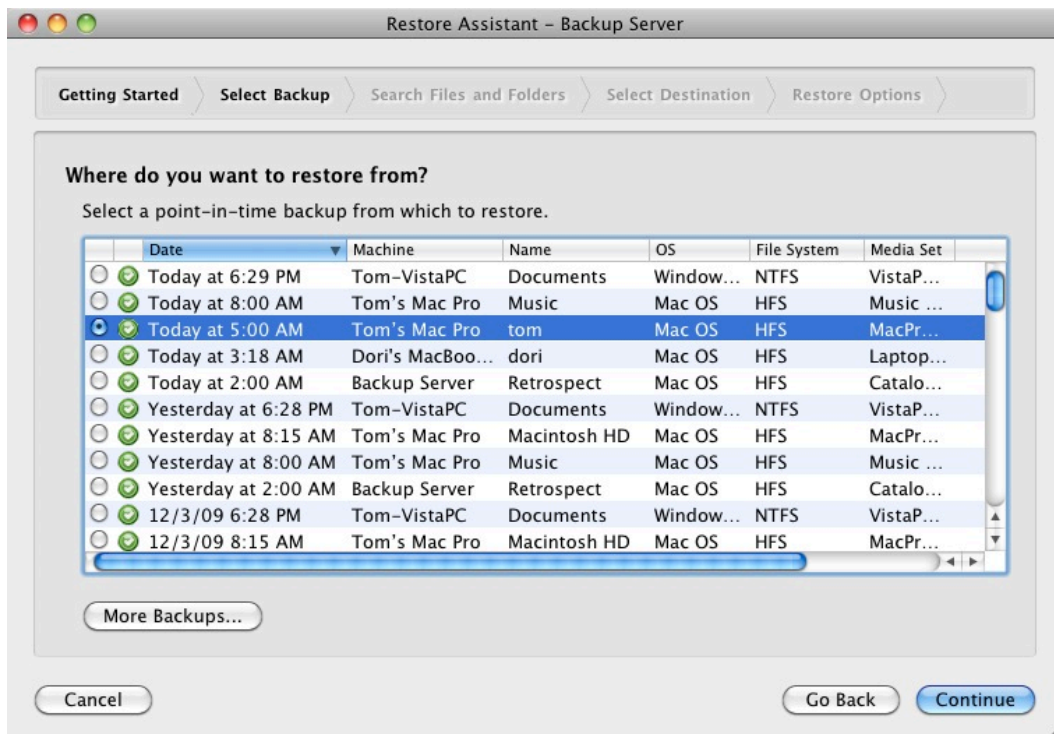 Restore Assistant – Backup Server
Getting Started Select Backup Search Files and Folders Select Destination Restore Options
Where do you want to restore from?
Select a point-in-time backup from which to restore.
Date Machine Name OS File System Media Set
Today at 6:29 PM Tom-VistaPC Documents Window... NTFS VistaP...
Today at 8:00 AM Tom's Mac Pro Music Mac OS HFS Music ...
Today at 5:00 AM Tom's Mac Pro tom Mac OS HFS MacPr...
Today at 3:18 AM Dori's MacBoo... dori Mac OS HFS Laptop...
Today at 2:00 AM Backup Server Retrospect Mac OS HFS Catalo...
Yesterday at 6:28 PM Tom-VistaPC Documents Window... NTFS VistaP...
Yesterday at 8:15 AM Tom's Mac Pro Macintosh HD Mac OS HFS MacPr...
Yesterday at 8:00 AM Tom's Mac Pro Music Mac OS HFS Music ...
Yesterday at 2:00 AM Backup Server Retrospect Mac OS HFS Catalo...
12/3/09 6:28 PM Tom-VistaPC Documents Window... NTFS VistaP...
12/3/09 8:15 AM Tom's Mac Pro Macintosh HD Mac OS HFS MacPr...
More Backups...
Cancel Go Back Continue